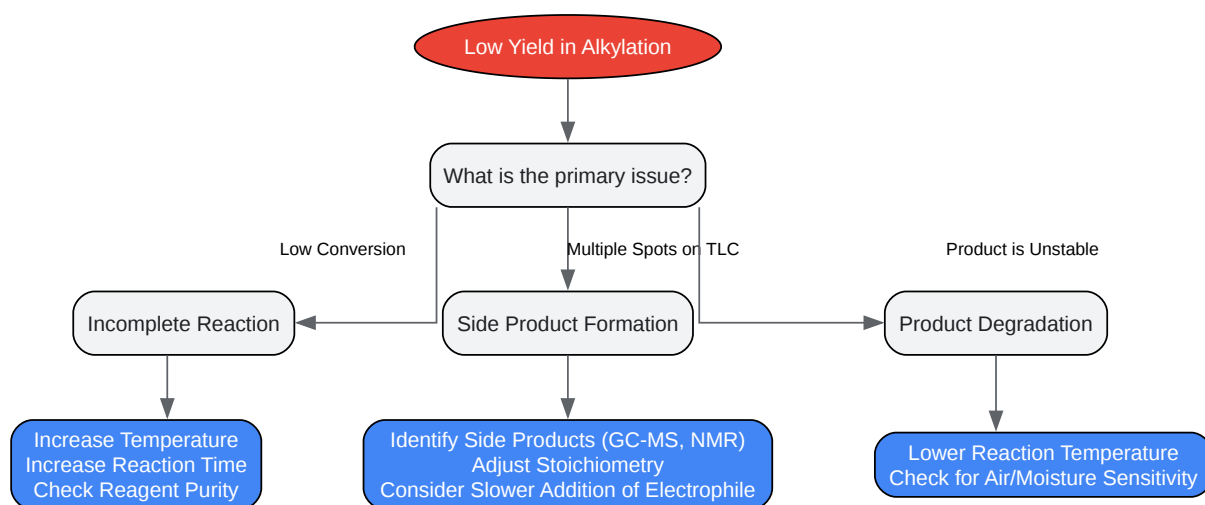 Low Yield in Alkylation
What is the primary issue?
Low Conversion
Multiple Spots on TLC
Product is Unstable
Incomplete Reaction
Side Product Formation
Product Degradation
Increase Temperature
Increase Reaction Time
Check Reagent Purity
Identify Side Products (GC-MS, NMR)
Adjust Stoichiometry
Consider Slower Addition of Electrophile
Lower Reaction Temperature
Check for Air/Moisture Sensitivity